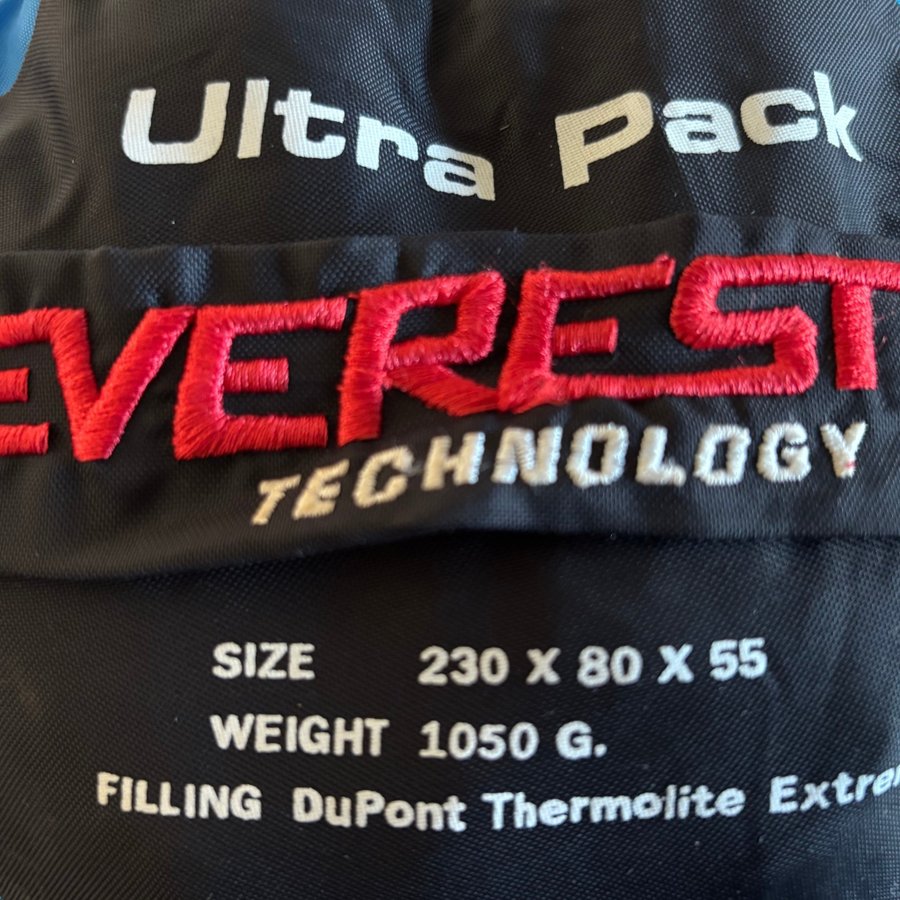 Ultra Pack
EVEREST
TECHNOLOGY
SIZE 230 X 80 X 55
WEIGHT 1050 G.
FILLING DuPont Thermolite